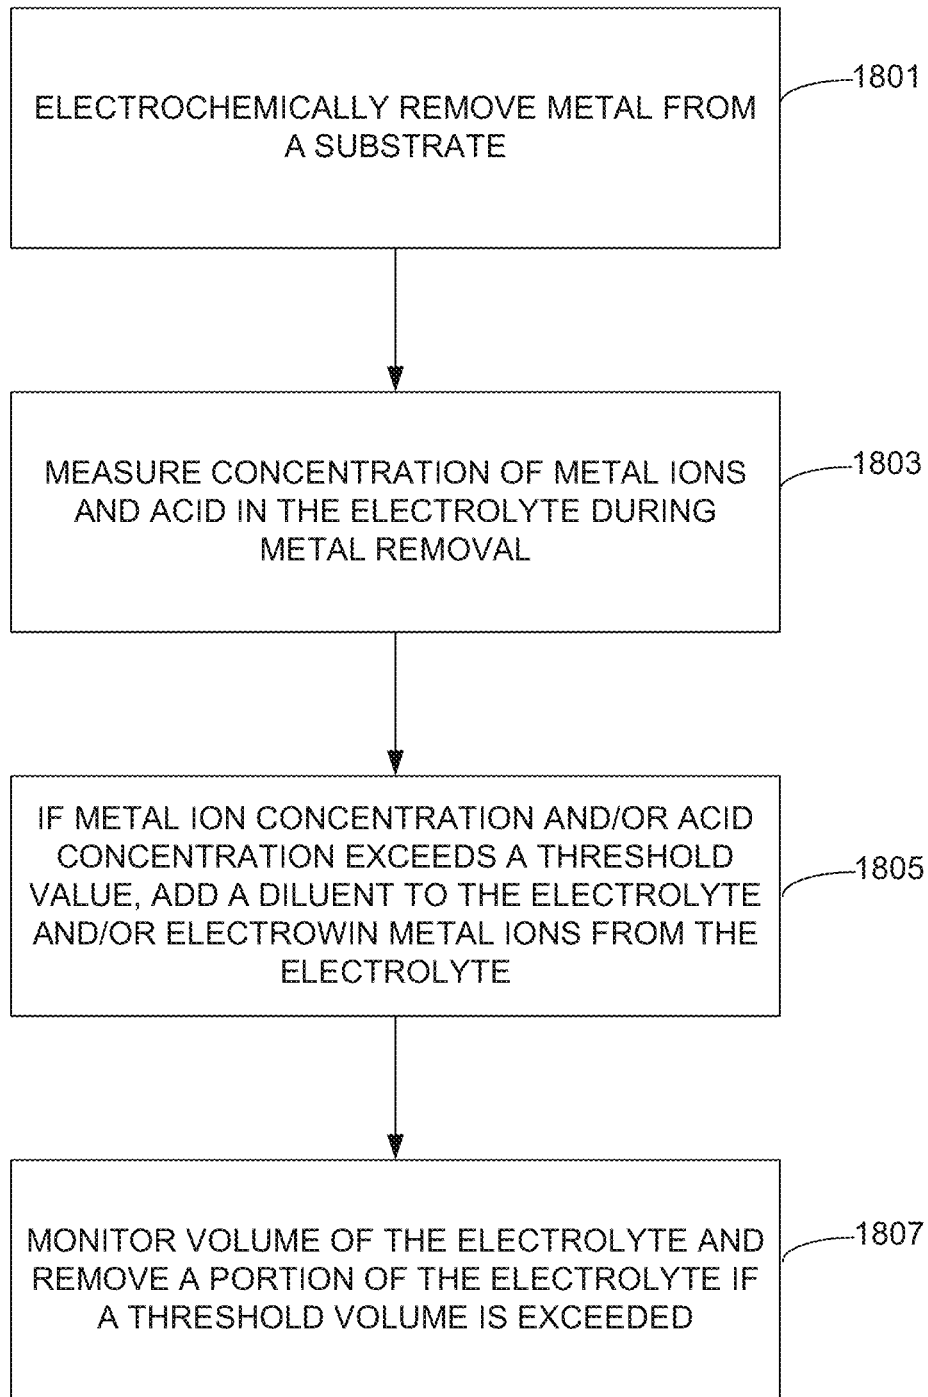 ELECTROCHEMICALLY REMOVE METAL FROM
A SUBSTRATE
1801
MEASURE CONCENTRATION OF METAL IONS
AND ACID IN THE ELECTROLYTE DURING
METAL REMOVAL
1803
IF METAL ION CONCENTRATION AND/OR ACID
CONCENTRATION EXCEEDS A THRESHOLD
VALUE, ADD A DILUENT TO THE ELECTROLYTE
AND/OR ELECTROWIN METAL IONS FROM THE
ELECTROLYTE
1805
MONITOR VOLUME OF THE ELECTROLYTE AND
REMOVE A PORTION OF THE ELECTROLYTE IF
A THRESHOLD VOLUME IS EXCEEDED
1807